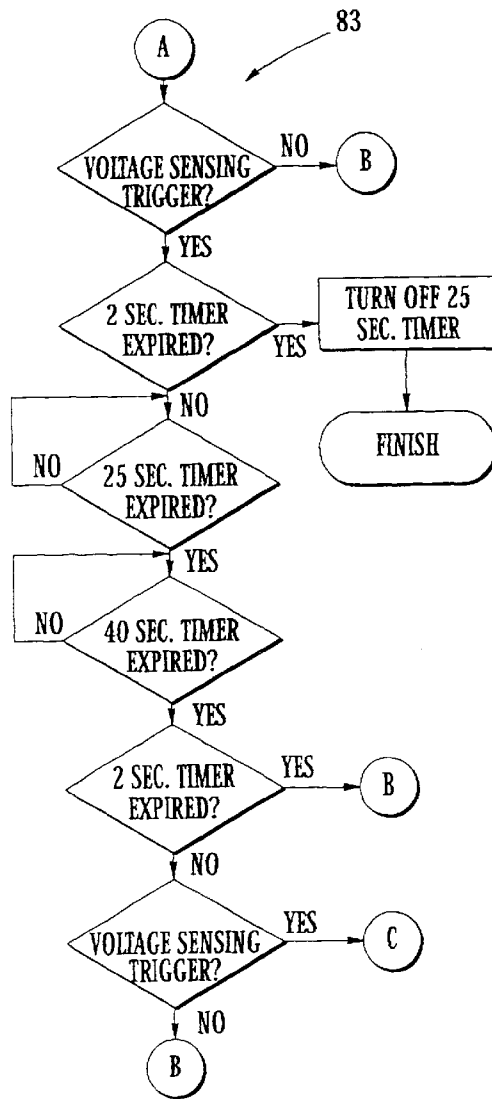 83
A
VOLTAGE SENSING
TRIGGER?
NO
B
YES
2 SEC. TIMER
EXPIRED?
YES
TURN OFF 25
SEC. TIMER
FINISH
NO
25 SEC. TIMER
EXPIRED?
NO
YES
40 SEC. TIMER
EXPIRED?
NO
YES
2 SEC. TIMER
EXPIRED?
YES
B
NO
VOLTAGE SENSING
TRIGGER?
YES
C
NO
B